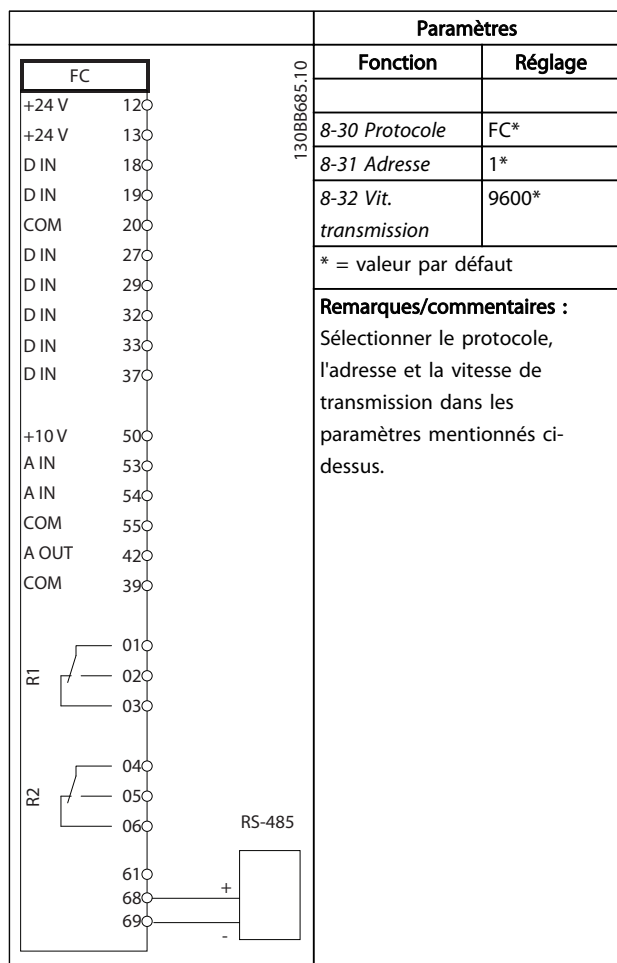 FC
+24 V 12
+24 V 13
D IN 18
D IN 19
COM 20
D IN 27
D IN 29
D IN 32
D IN 33
D IN 37
+10 V 50
A IN 53
A IN 54
COM 55
A OUT 42
COM 39
R1
01
02
03
R2
04
05
06
RS-485
61
68 +
69 -
130BB685.10
Paramètres
Fonction Réglage
8-30 Protocole FC*
8-31 Adresse 1*
8-32 Vit. 9600*
transmission
* = valeur par défaut
Remarques/commentaires :
Sélectionner le protocole,
l'adresse et la vitesse de
transmission dans les
paramètres mentionnés ci-
dessus.